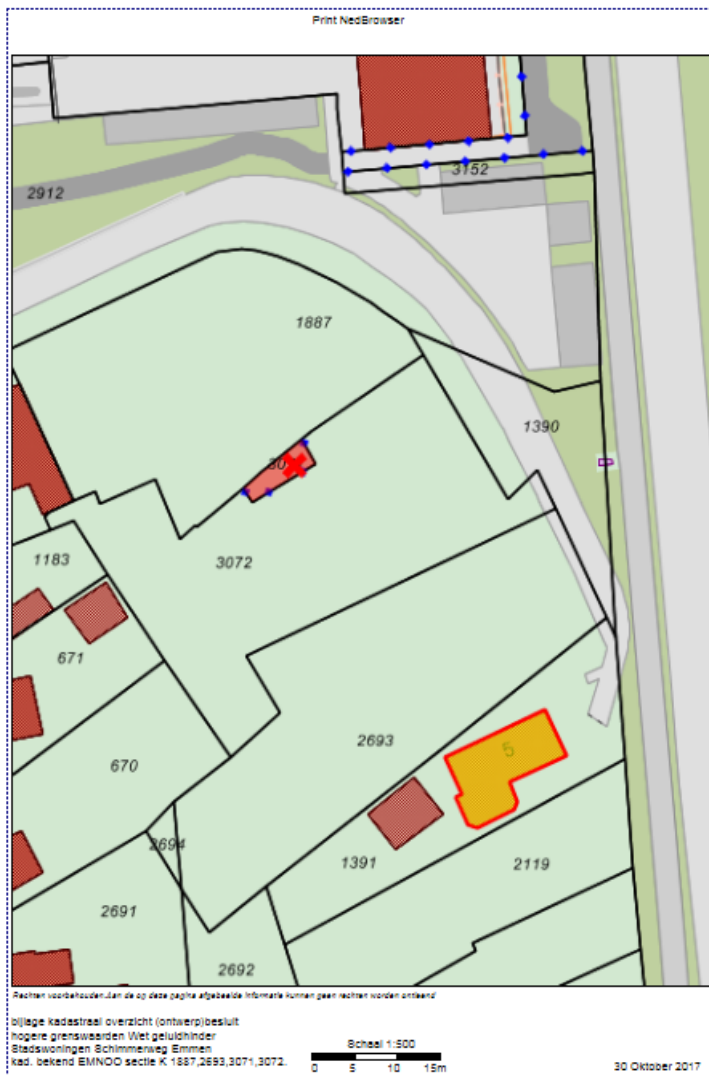 Print NedBrowser
3152
2912
1887
1390
30
3072
1183
671
2693
5
670
2694
1391
2119
2691
2692
Rechten voorbehouden.Aan de op deze pagina afgebeelde informatie kunnen geen rechten worden ontleend
bijlage kadastraal overzicht (ontwerp)besluit
hogere grenswaarden Wet geluidhinder
Stadswoningen Schimmerweg Emmen
kad. bekend EMNOO sectie K 1887,2693,3071,3072.
Schaal 1:500
0 5 10 15m
30 Oktober 2017